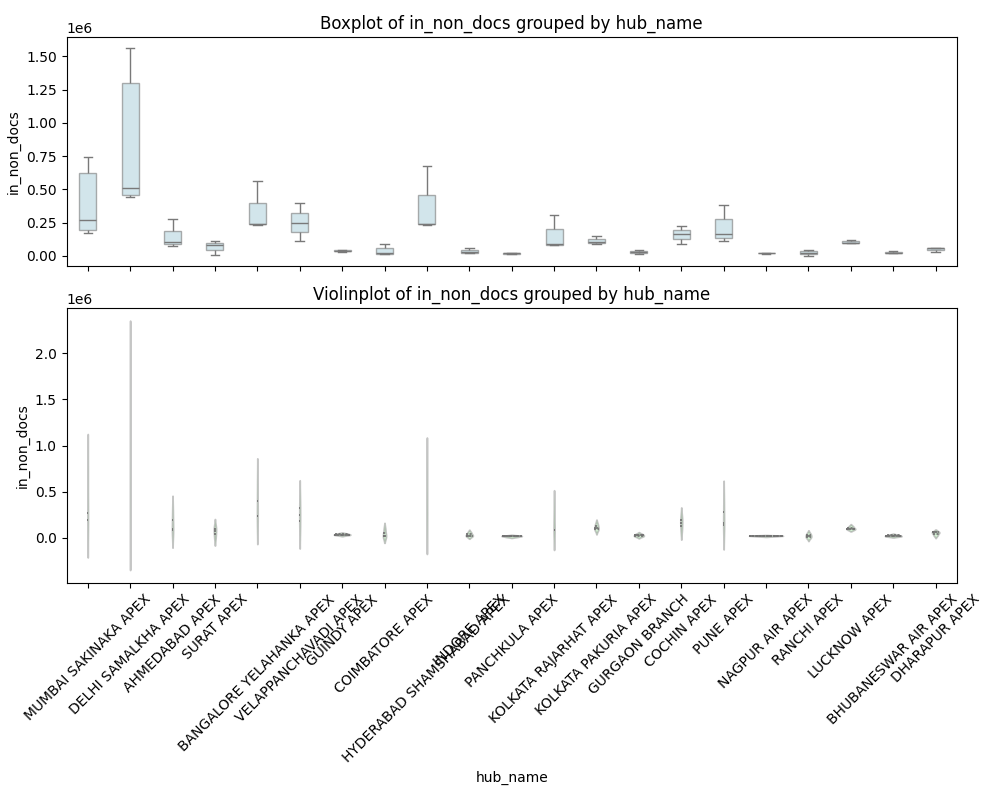 Boxplot of in_non_docs grouped by hub_name
1e6
1.50
1.25
1.00
0.75
0.50
0.25
0.00
in_non_docs
Violinplot of in_non_docs grouped by hub_name
1e6
2.0
1.5
1.0
0.5
0.0
in_non_docs
MUMBAI SAKINAKA APEX
DELHI SAMALKHA APEX
AHMEDABAD APEX
SURAT APEX
BANGALORE YELAHANKA APEX
VELAPPANCHAVADI APEX
GUINDY APEX
COIMBATORE APEX
HYDERABAD SHAMSHABAD APEX
INDORE APEX
PANCHKULA APEX
KOLKATA RAJARHAT APEX
KOLKATA PAKURIA APEX
GURGAON BRANCH
COCHIN APEX
PUNE APEX
NAGPUR AIR APEX
RANCHI APEX
LUCKNOW APEX
BHUBANESWAR AIR APEX
DHARAPUR APEX
hub_name